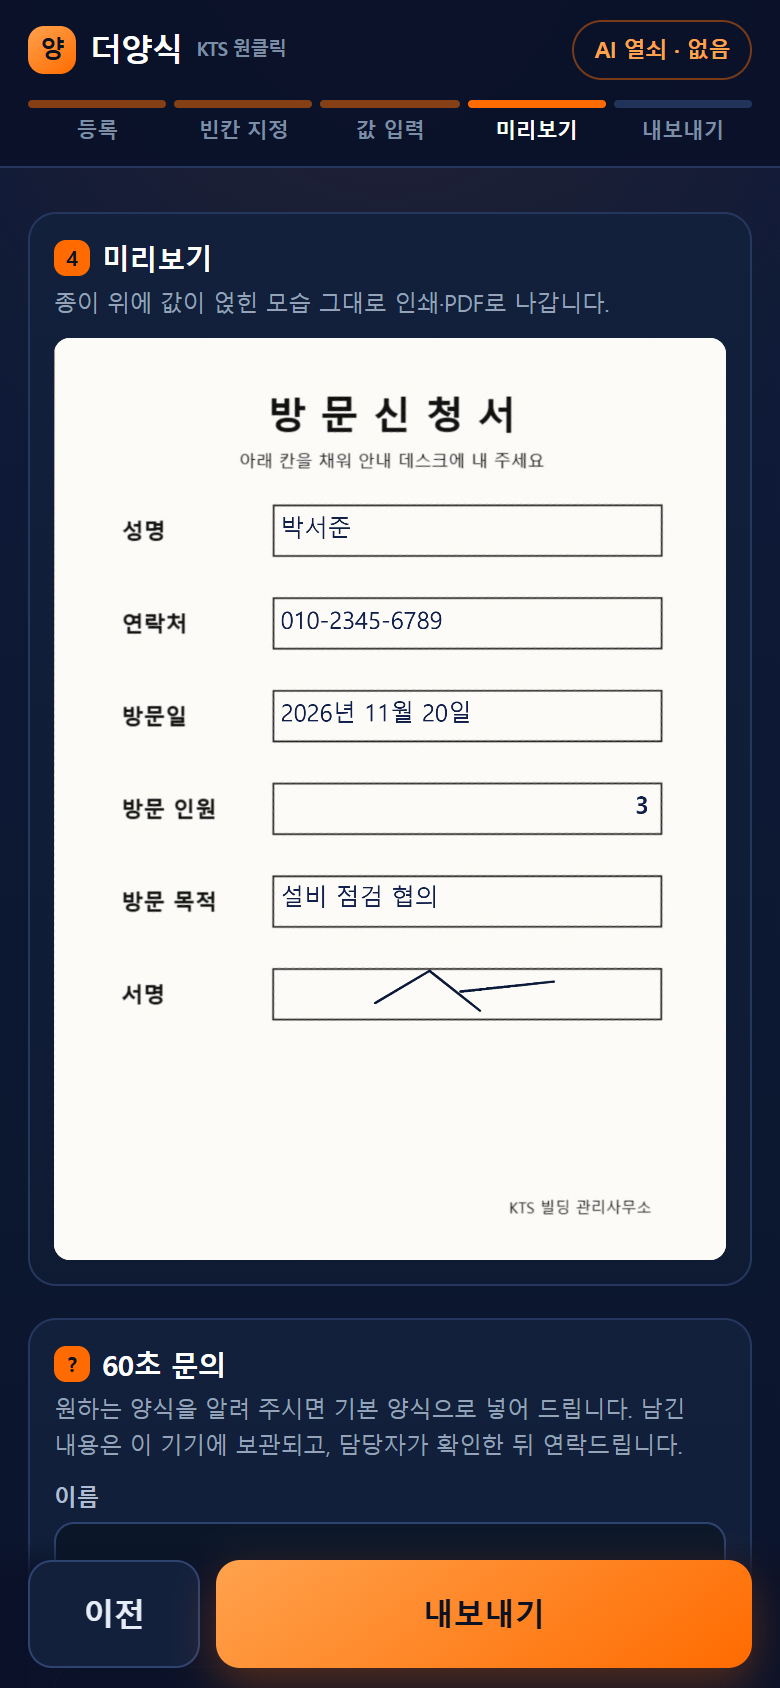 양 더양식 KTS 원클릭 AI 열쇠 · 없음
등록 빈칸 지정 값 입력 미리보기 내보내기
4 미리보기
종이 위에 값이 얹힌 모습 그대로 인쇄·PDF로 나갑니다.
방 문 신 청 서
아래 칸을 채워 안내 데스크에 내 주세요
성명 박서준
연락처 010-2345-6789
방문일 2026년 11월 20일
방문 인원 3
방문 목적 설비 점검 협의
서명
KTS 빌딩 관리사무소
? 60초 문의
원하는 양식을 알려 주시면 기본 양식으로 넣어 드립니다. 남긴
내용은 이 기기에 보관되고, 담당자가 확인한 뒤 연락드립니다.
이름
이전 내보내기